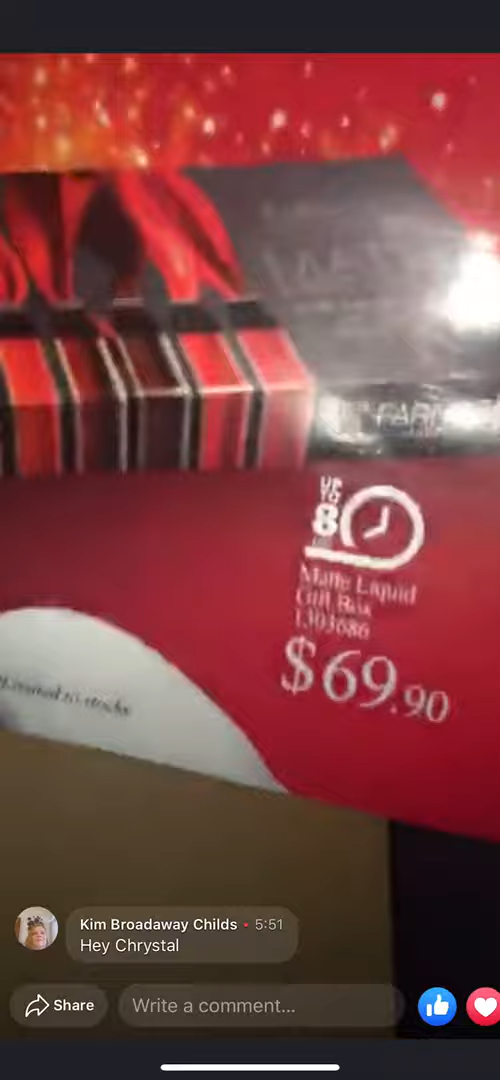 UP
TO
8
Matte Liquid
Gift Box
1303686
$69.90
Kim Broadaway Childs • 5:51
Hey Chrystal
Share
Write a comment...